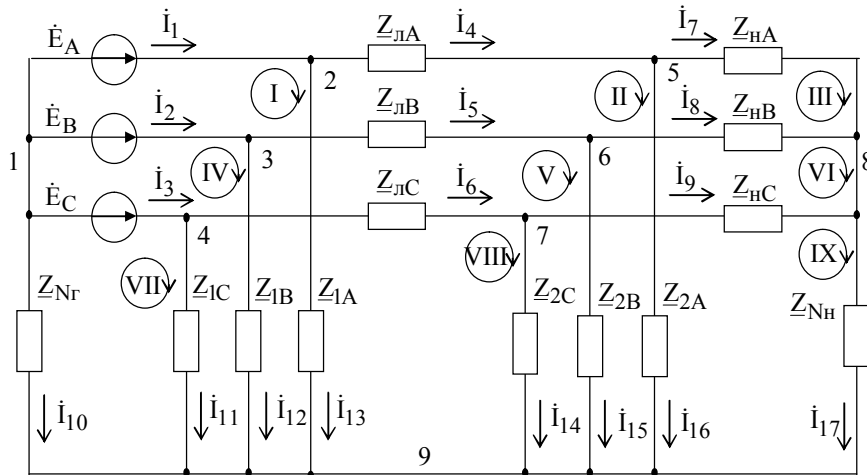 Ė_A İ_1 Z_лA İ_4 İ_7 Z_нA
2 5
I II III
Ė_B İ_2 Z_лB İ_5 İ_8 Z_нB
1 3 6 8
IV V VI
Ė_C İ_3 Z_лC İ_6 İ_9 Z_нC
4 7
VII VIII IX
Z_Nг Z_1C Z_1B Z_1A Z_2C Z_2B Z_2A Z_Nн
İ_10 İ_11 İ_12 İ_13 İ_14 İ_15 İ_16 İ_17
9